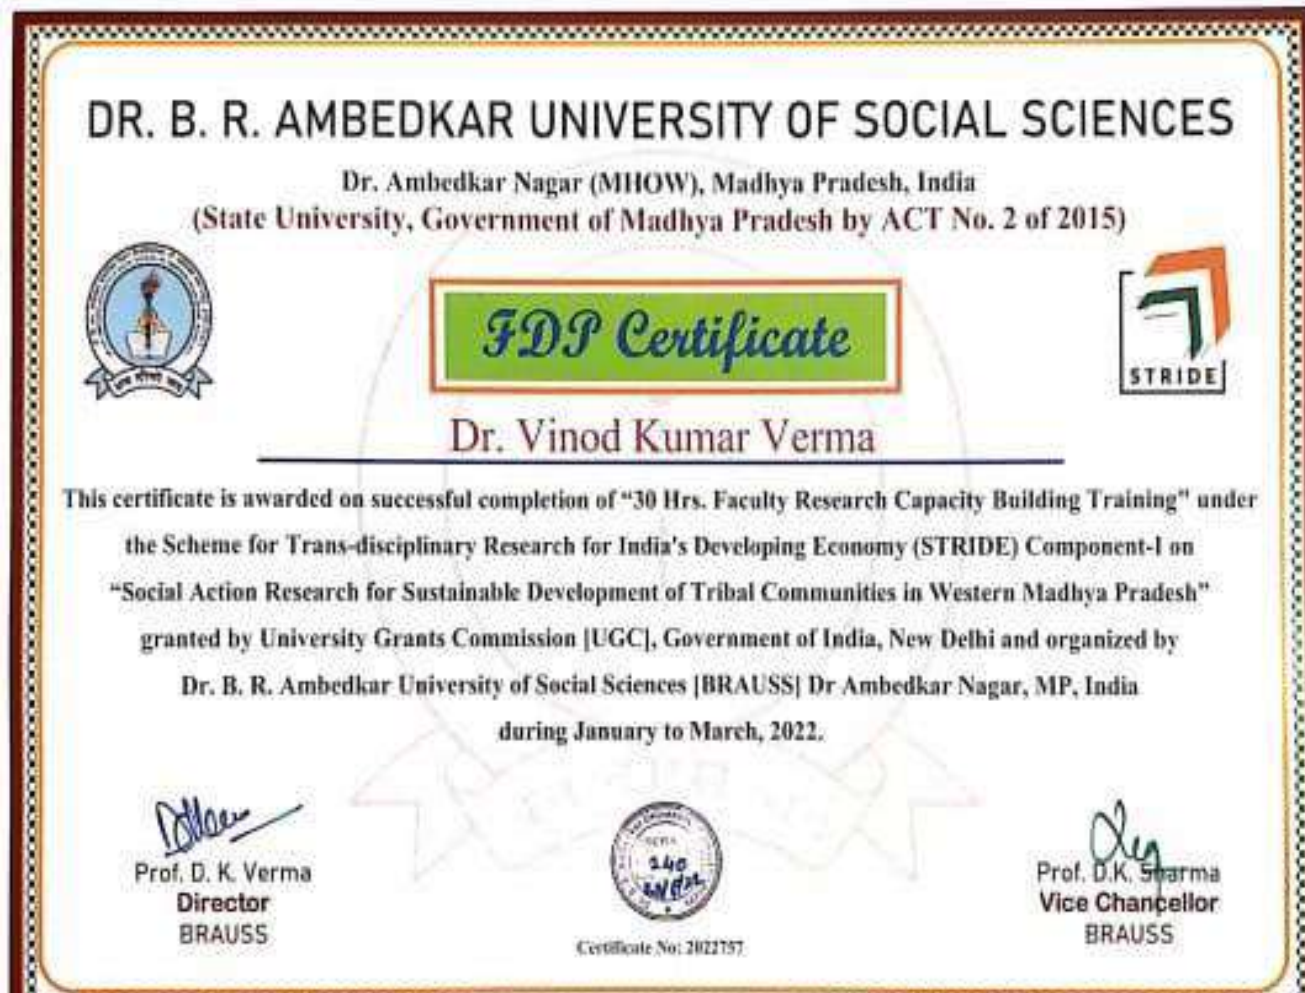 DR. B. R. AMBEDKAR UNIVERSITY OF SOCIAL SCIENCES
Dr. Ambedkar Nagar (MHOW), Madhya Pradesh, India
(State University, Government of Madhya Pradesh by ACT No. 2 of 2015)
FDP Certificate
STRIDE
Dr. Vinod Kumar Verma
This certificate is awarded on successful completion of “30 Hrs. Faculty Research Capacity Building Training” under
the Scheme for Trans-disciplinary Research for India's Developing Economy (STRIDE) Component-I on
“Social Action Research for Sustainable Development of Tribal Communities in Western Madhya Pradesh”
granted by University Grants Commission [UGC], Government of India, New Delhi and organized by
Dr. B. R. Ambedkar University of Social Sciences [BRAUSS] Dr Ambedkar Nagar, MP, India
during January to March, 2022.
240
Prof. D. K. Verma
Director
BRAUSS
Certificate No: 2022757
Prof. D.K. Sharma
Vice Chancellor
BRAUSS